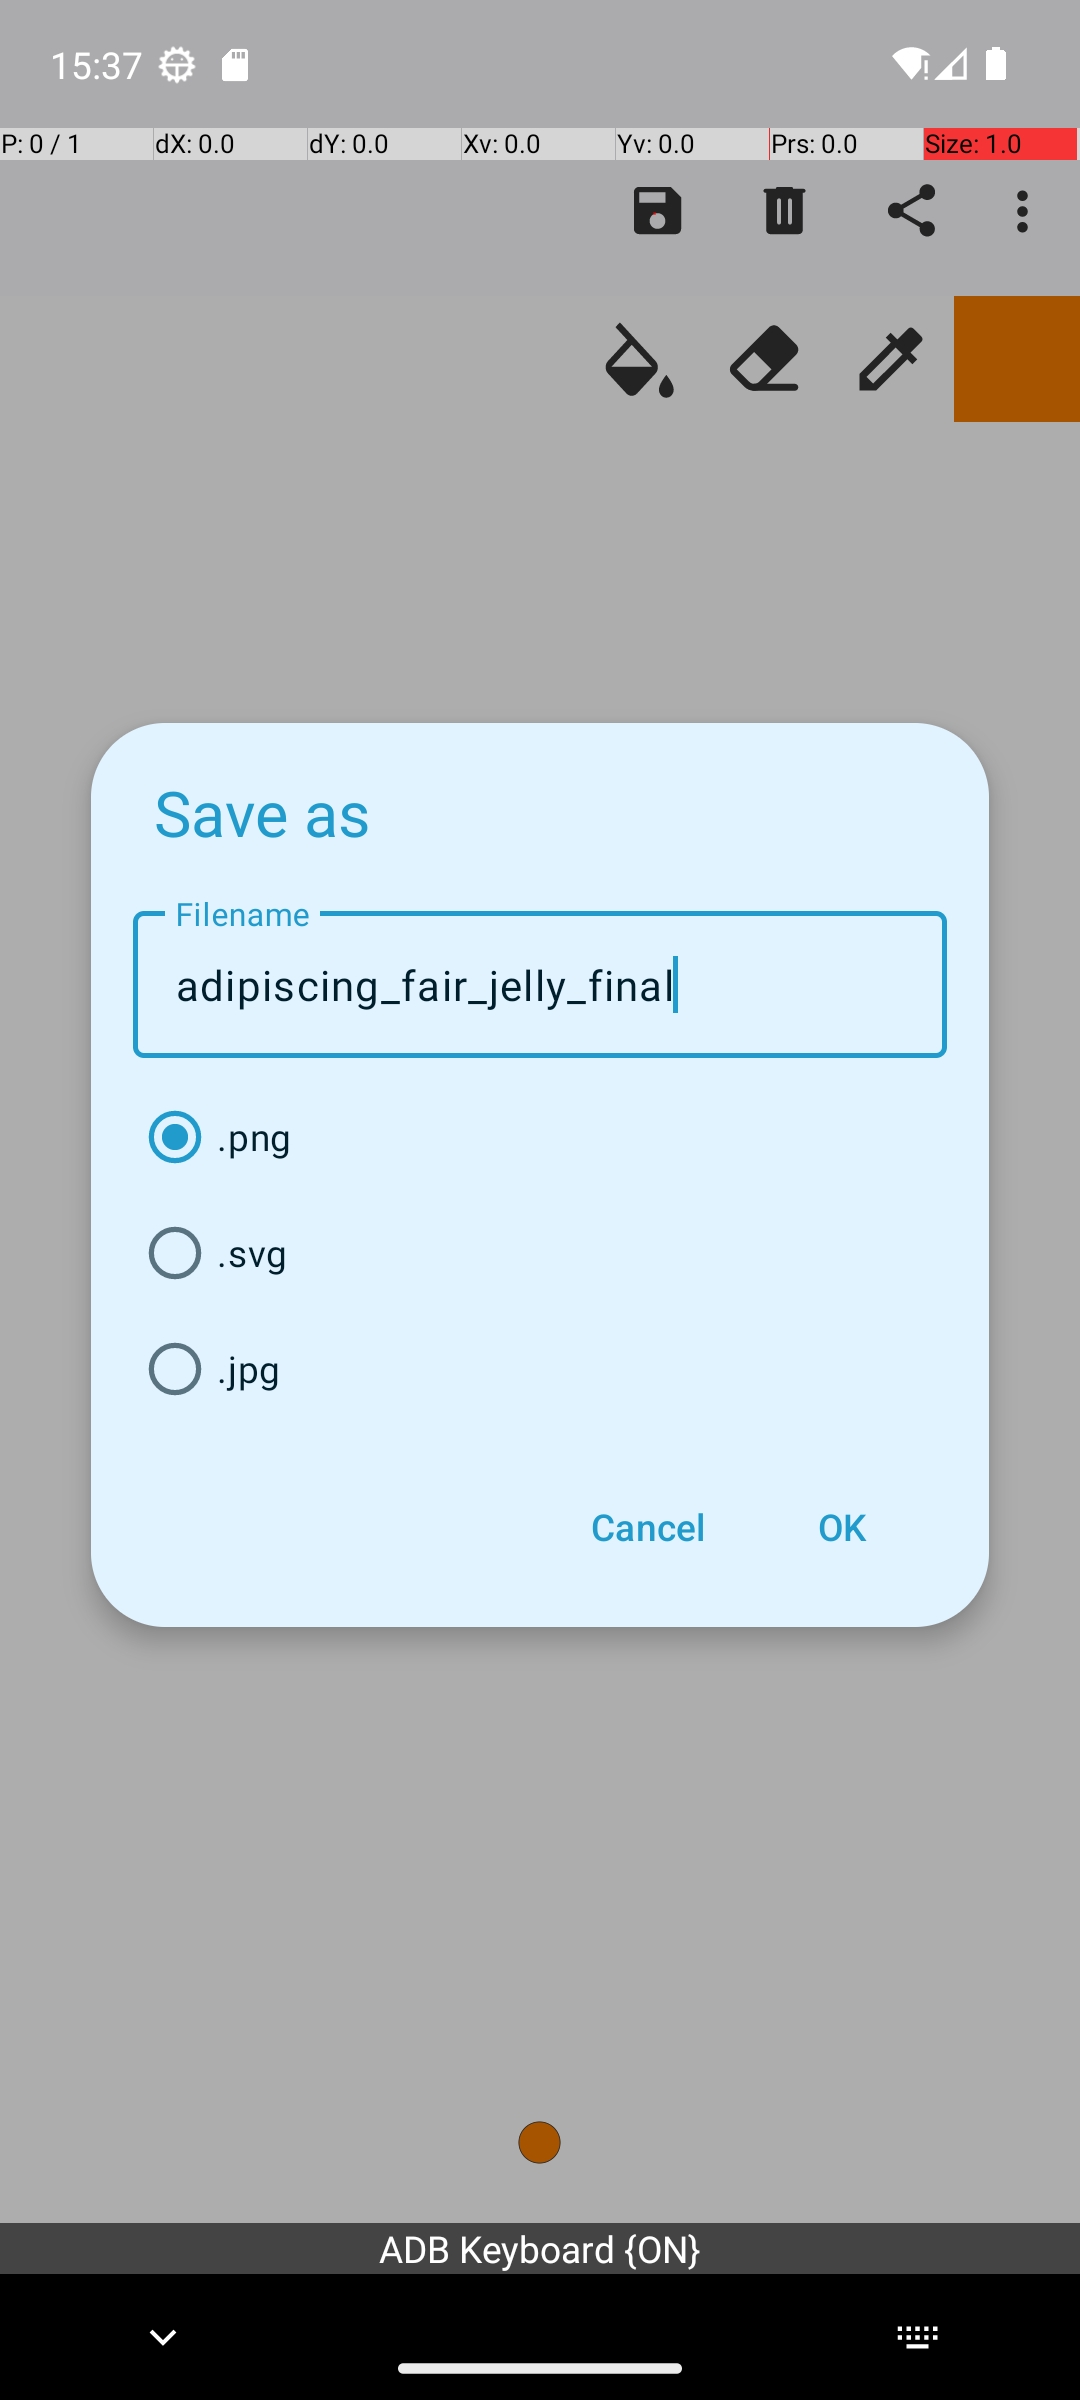 15:37
P: 0 / 1 dX: 0.0 dY: 0.0 Xv: 0.0 Yv: 0.0 Prs: 0.0 Size: 1.0
Save as
Filename
adipiscing_fair_jelly_final
.png
.svg
.jpg
Cancel OK
ADB Keyboard {ON}